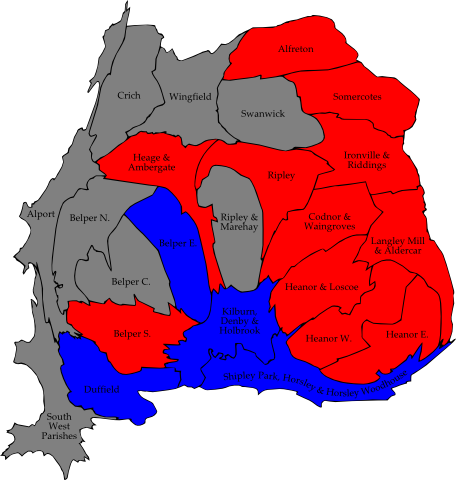 Alfreton
Crich
Wingfield
Somercotes
Swanwick
Heage &
Ambergate
Ironville &
Riddings
Ripley
Alport
Belper N.
Ripley &
Marehay
Codnor &
Waingroves
Belper E.
Langley Mill
& Aldercar
Belper C.
Heanor & Loscoe
Kilburn,
Denby &
Holbrook
Belper S.
Heanor W.
Heanor E.
Shipley Park, Horsley & Horsley Woodhouse
Duffield
South
West
Parishes